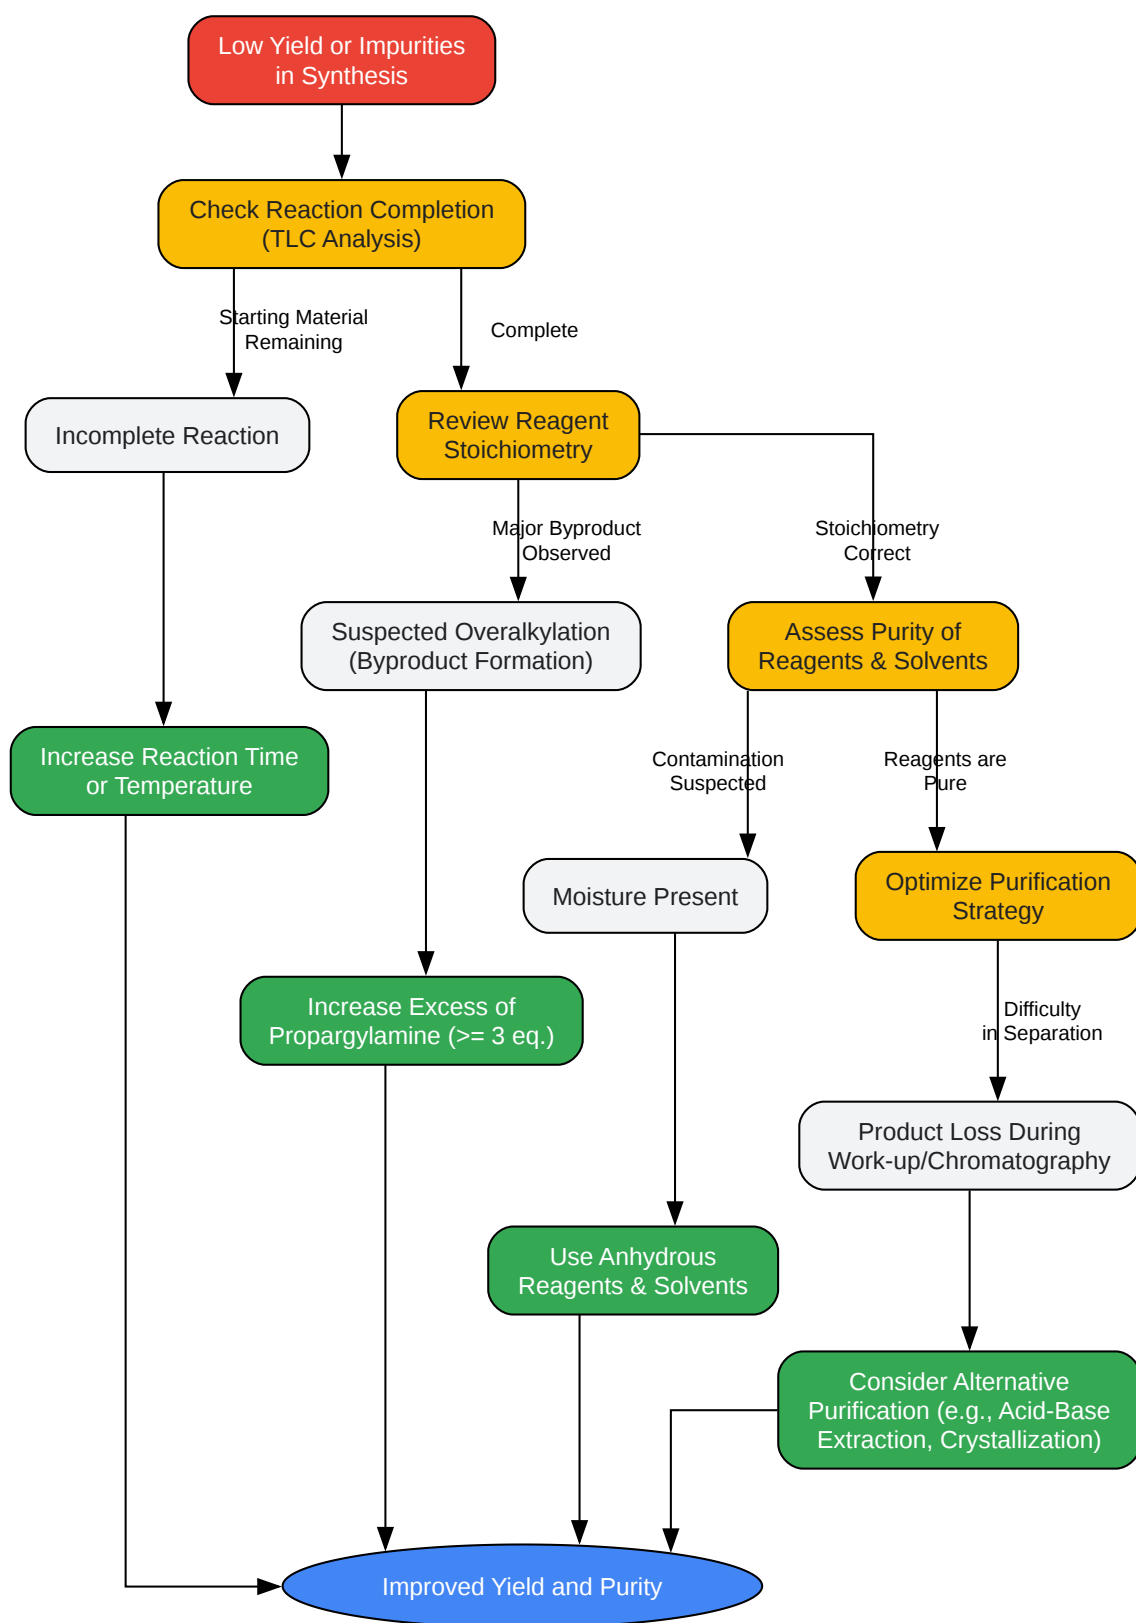 Low Yield or Impurities
in Synthesis
Check Reaction Completion
(TLC Analysis)
Starting Material
Remaining
Complete
Incomplete Reaction
Review Reagent
Stoichiometry
Major Byproduct
Observed
Stoichiometry
Correct
Suspected Overalkylation
(Byproduct Formation)
Assess Purity of
Reagents & Solvents
Increase Reaction Time
or Temperature
Contamination
Suspected
Reagents are
Pure
Moisture Present
Optimize Purification
Strategy
Increase Excess of
Propargylamine (>= 3 eq.)
Difficulty
in Separation
Product Loss During
Work-up/Chromatography
Use Anhydrous
Reagents & Solvents
Consider Alternative
Purification (e.g., Acid-Base
Extraction, Crystallization)
Improved Yield and Purity